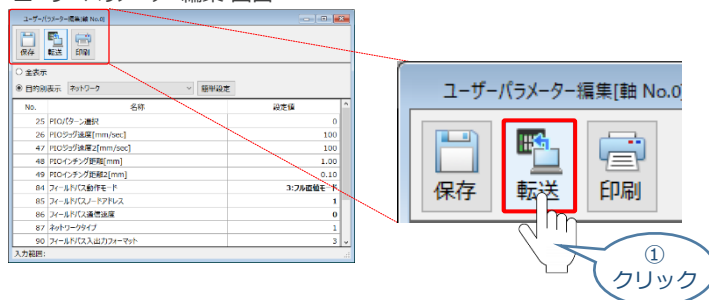 ユーザーパラメーター編集[軸 No.0]
保存 転送 印刷
全表示
目的別表示 ネットワーク 簡単設定
No. 名称 設定値
25 PIOパターン選択 0
26 PIOジョグ速度[mm/sec] 100
47 PIOジョグ速度2[mm/sec] 100
48 PIOインチング距離[mm] 1.00
49 PIOインチング距離2[mm] 0.10
84 フィールドバス動作モード 3:フル直値モード
85 フィールドバスノードアドレス 1
86 フィールドバス通信速度 0
87 ネットワークタイプ 1
90 フィールドバス入出力フォーマット 3
入力範囲:
ユーザーパラメーター編集[軸 No.0]
保存 転送 印刷
①
クリック